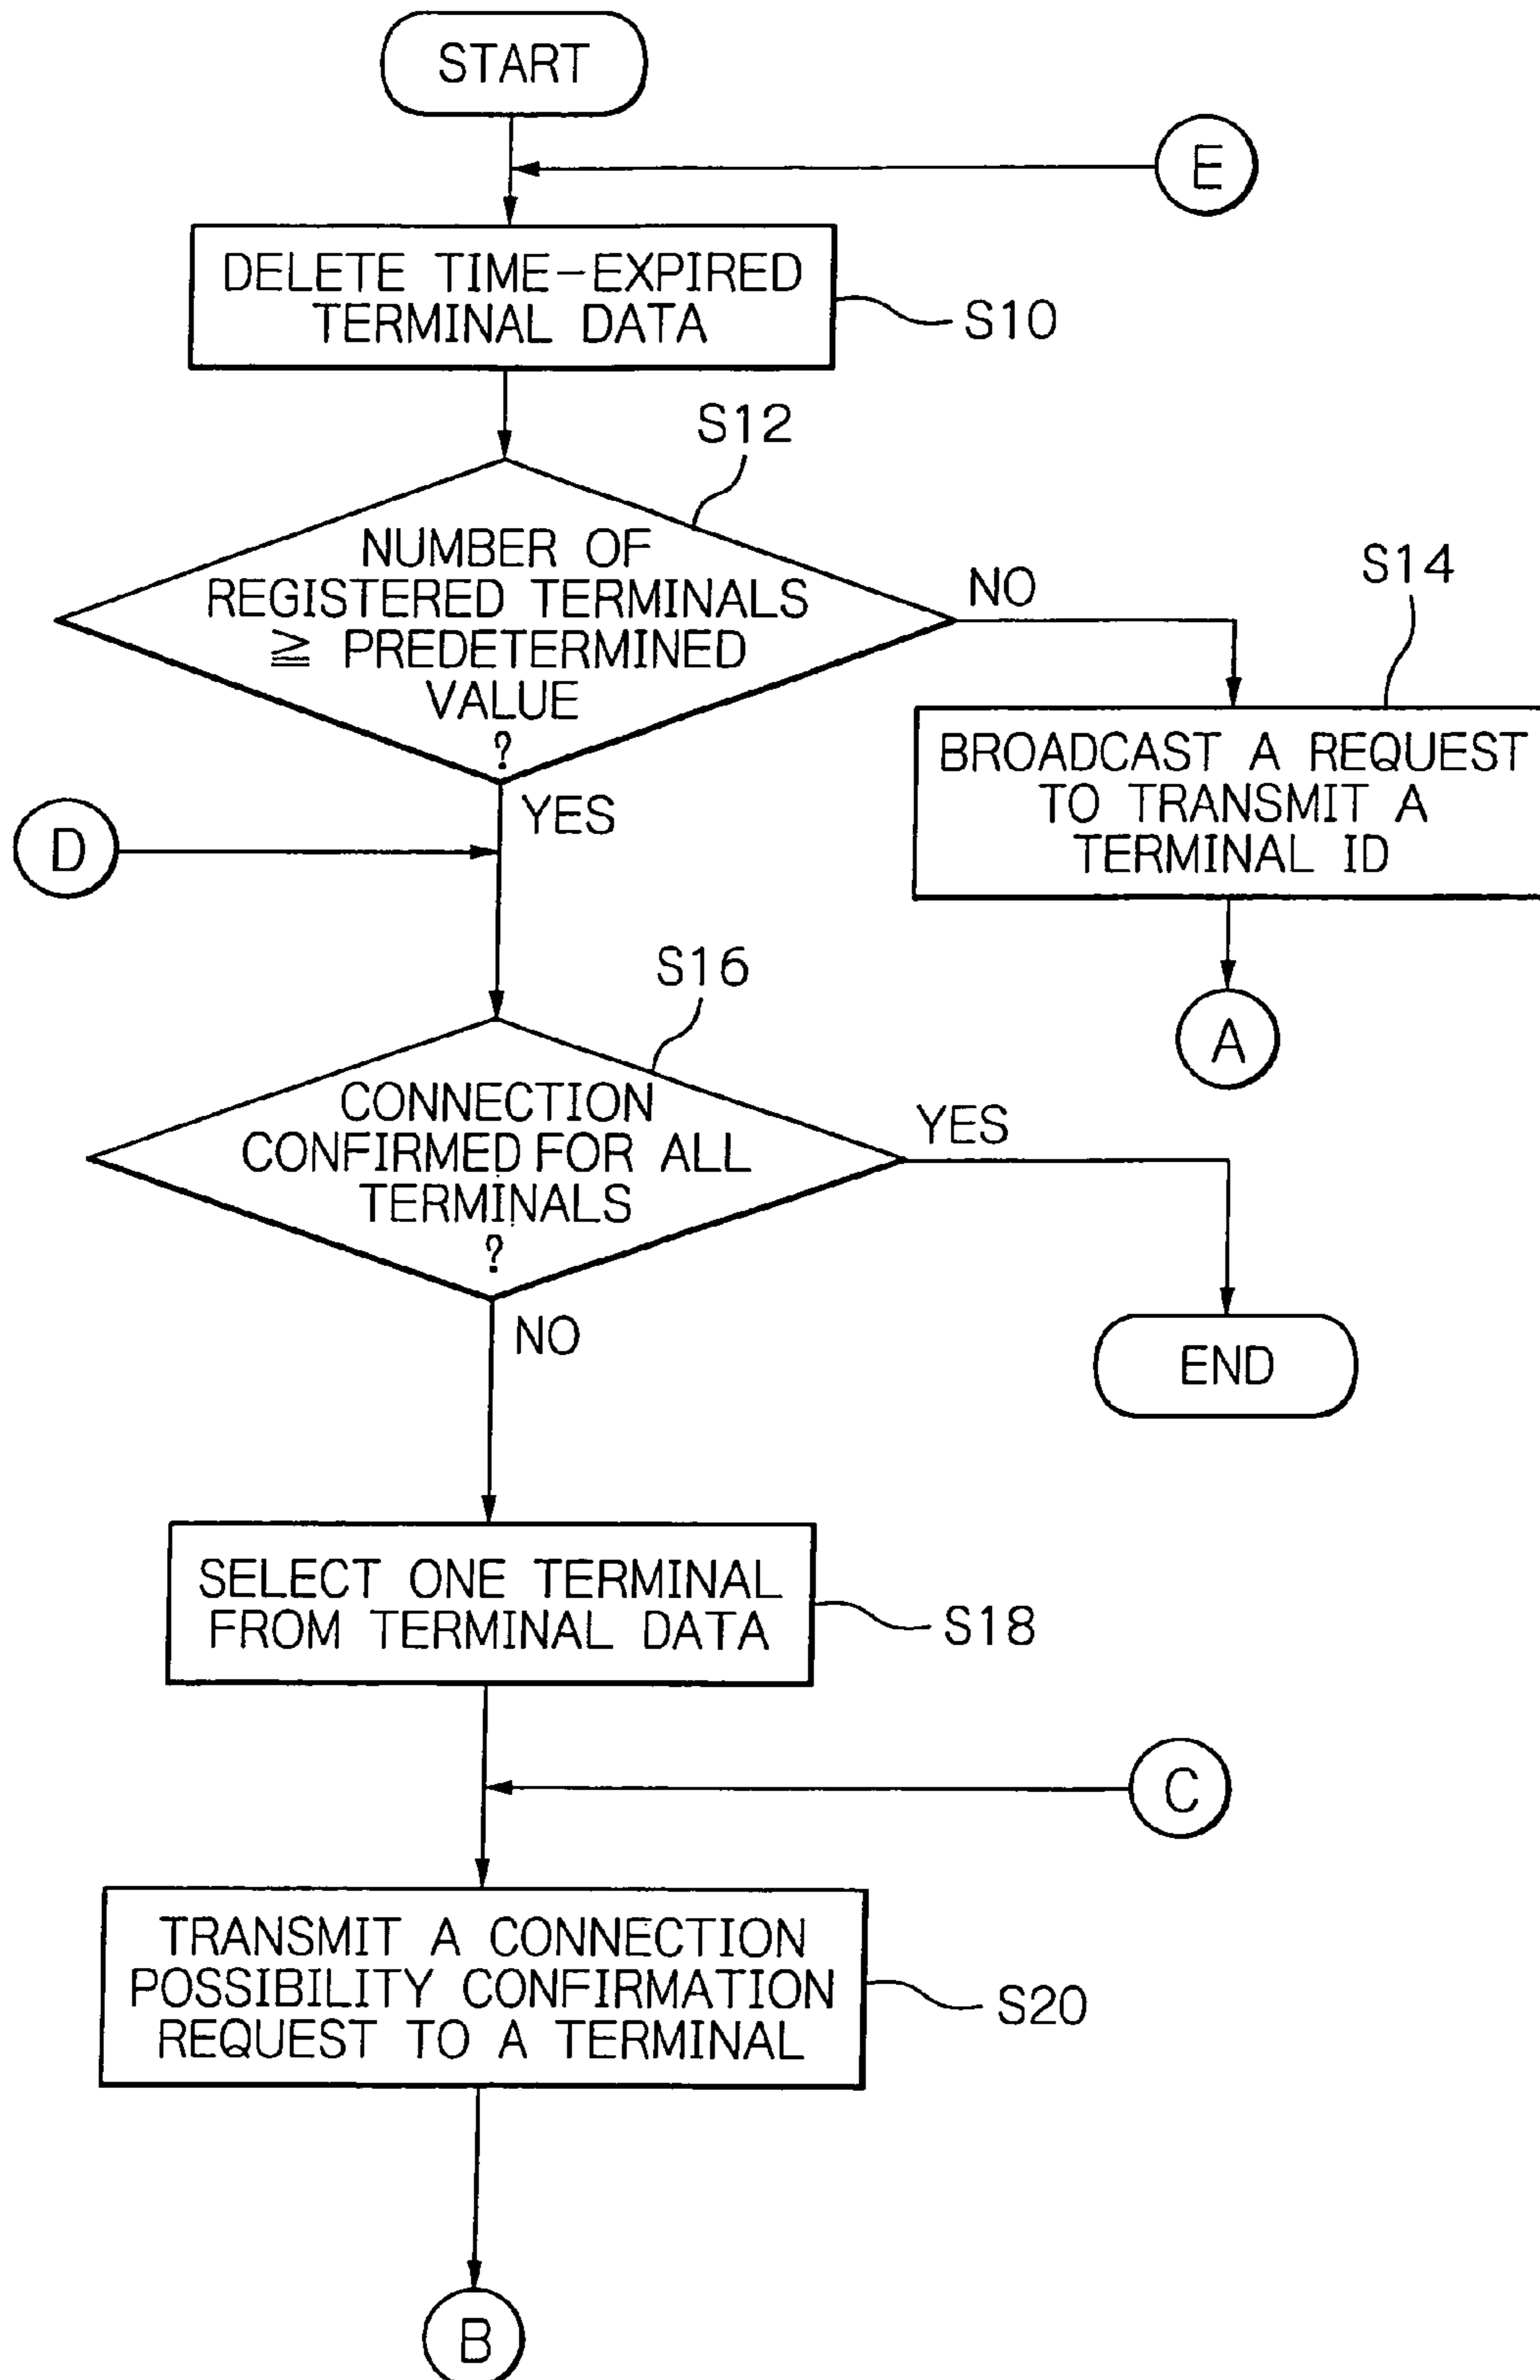 START
E
DELETE TIME-EXPIRED
TERMINAL DATA
S10
S12
NUMBER OF
REGISTERED TERMINALS
≧ PREDETERMINED
VALUE
?
NO
S14
BROADCAST A REQUEST
TO TRANSMIT A
TERMINAL ID
YES
D
A
S16
CONNECTION
CONFIRMED FOR ALL
TERMINALS
?
YES
END
NO
SELECT ONE TERMINAL
FROM TERMINAL DATA
S18
C
TRANSMIT A CONNECTION
POSSIBILITY CONFIRMATION
REQUEST TO A TERMINAL
S20
B